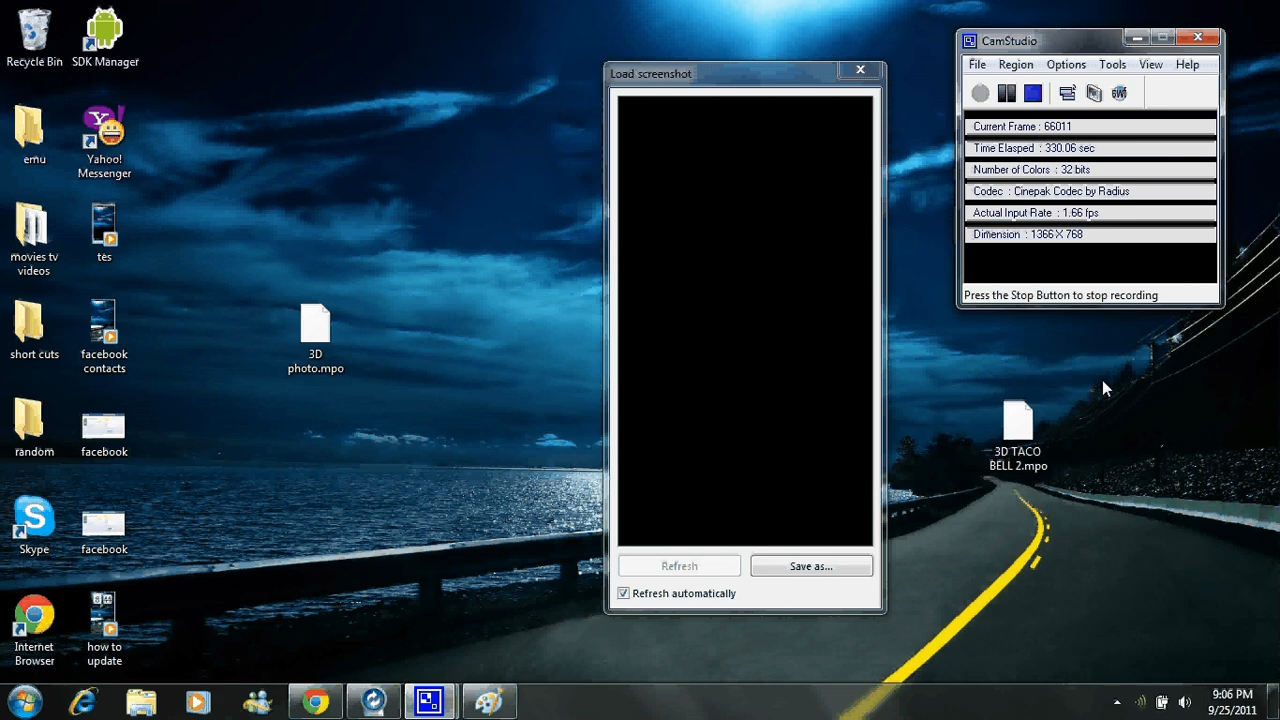 Recycle Bin
SDK Manager
emu
Yahoo!
Messenger
movies tv
videos
tes
short cuts
facebook
contacts
random
facebook
Skype
facebook
Internet
Browser
how to
update
3D
photo.mpo
Load screenshot
Refresh
Save as...
Refresh automatically
CamStudio
File Region Options Tools View Help
Current Frame : 66011
Time Elasped : 330.06 sec
Number of Colors : 32 bits
Codec : Cinepak Codec by Radius
Actual Input Rate : 1.66 fps
Dimension : 1366 X 768
Press the Stop Button to stop recording
3D TACO
BELL 2.mpo
9:06 PM
9/25/2011